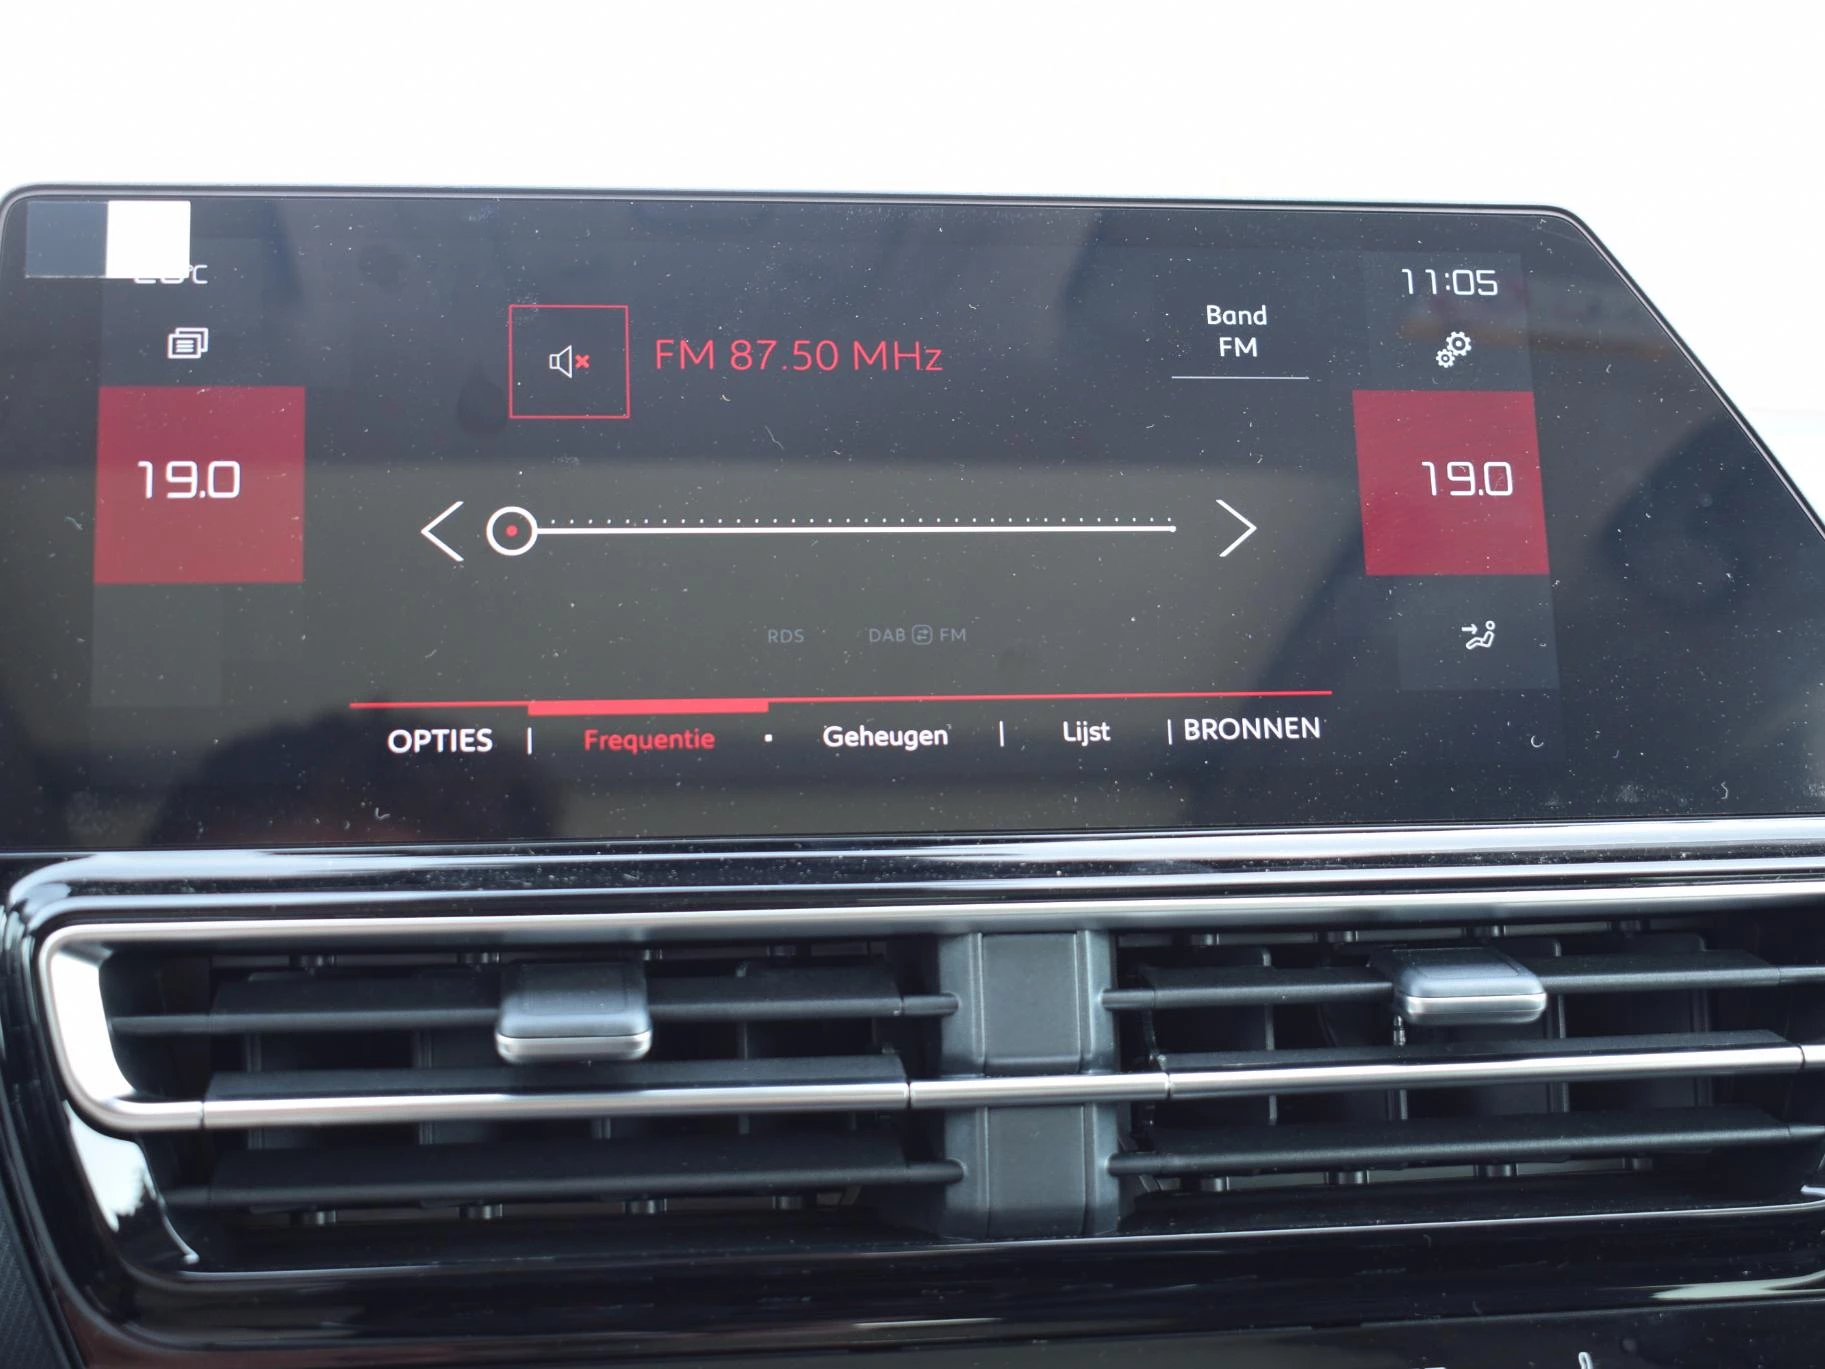 11:05
Band
FM
FM 87.50 MHz
19.0
19.0
RDS DAB FM
OPTIES | Frequentie · Geheugen | Lijst | BRONNEN